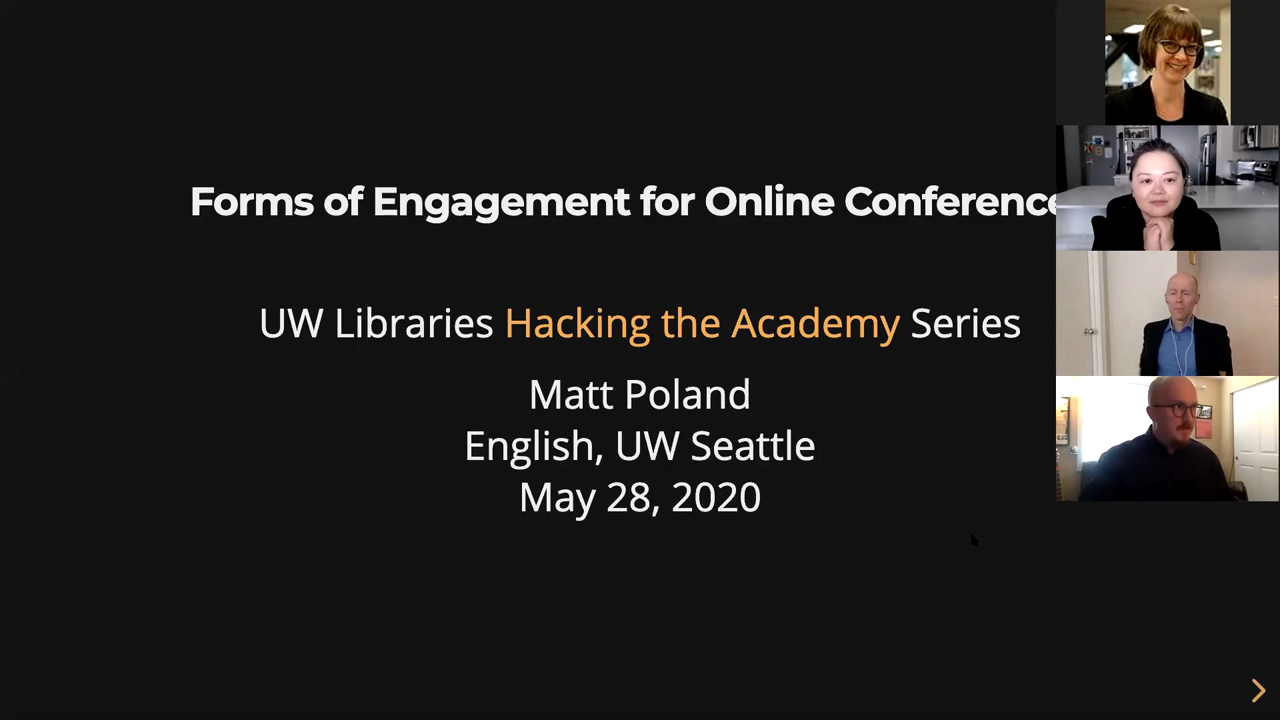 Forms of Engagement for Online Conference
UW Libraries Hacking the Academy Series
Matt Poland
English, UW Seattle
May 28, 2020